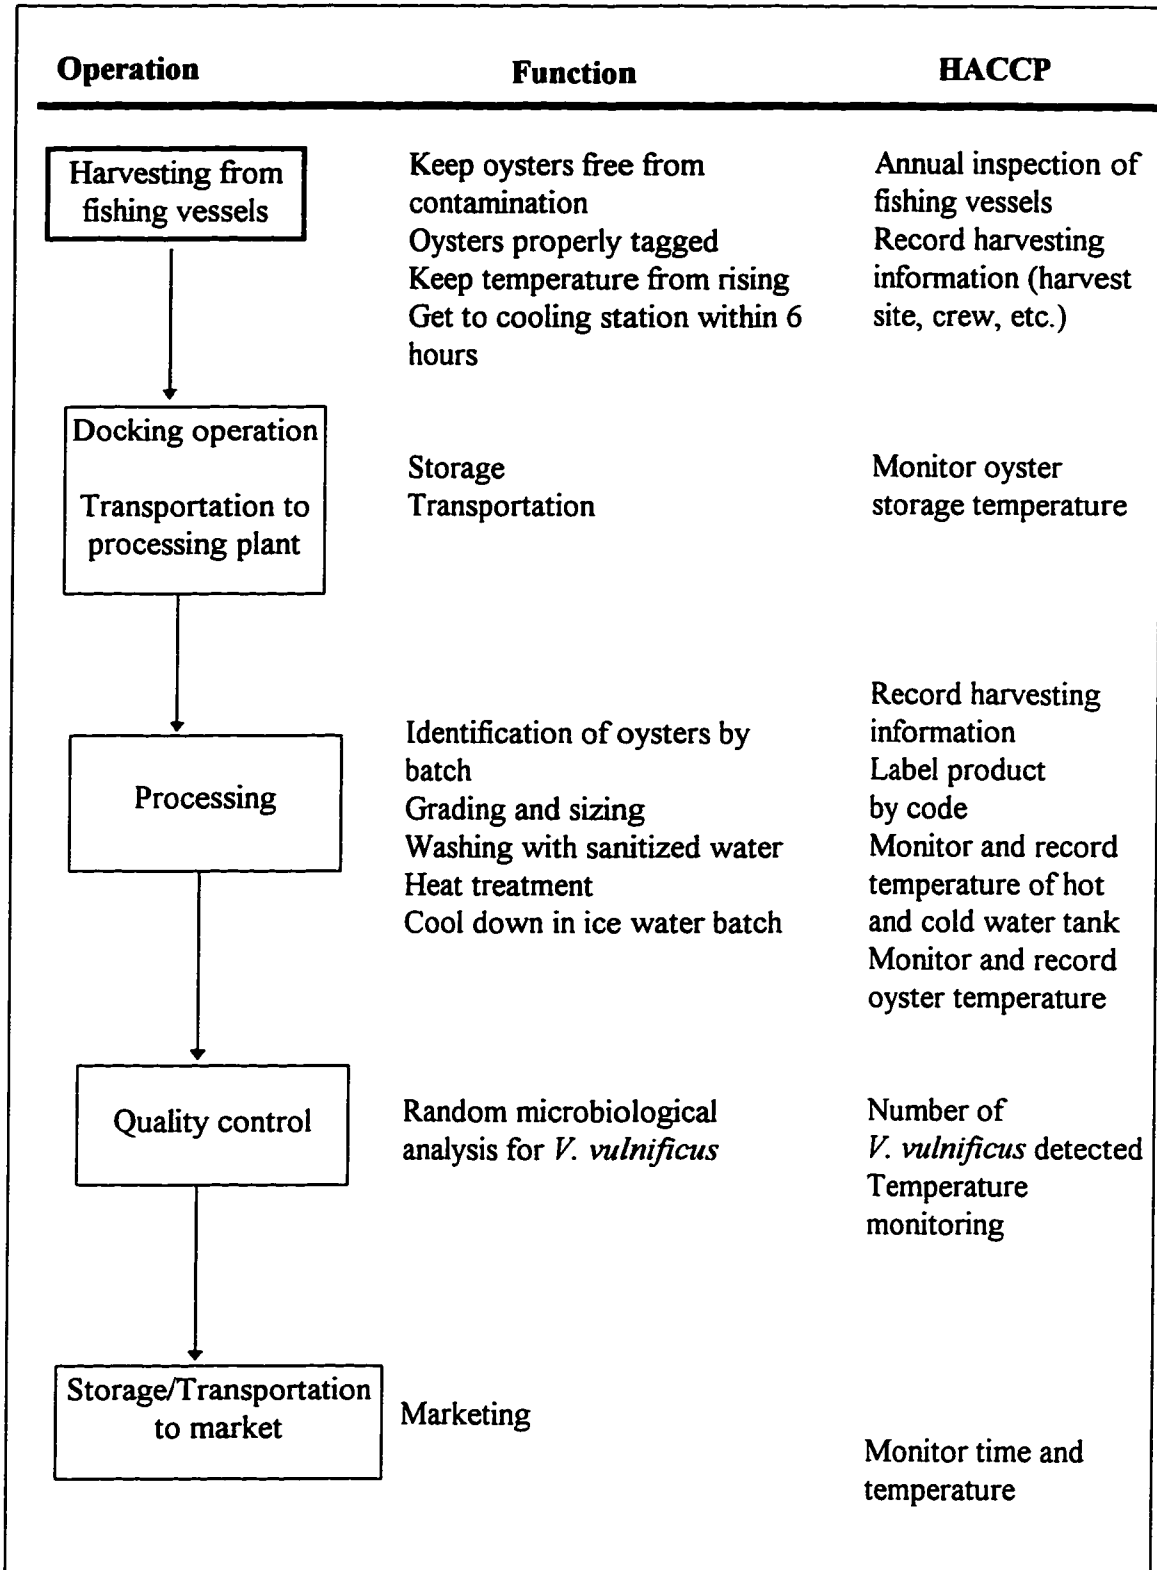 Operation
Function
HACCP
Harvesting from
fishing vessels
Keep oysters free from
contamination
Oysters properly tagged
Keep temperature from rising
Get to cooling station within 6
hours
Annual inspection of
fishing vessels
Record harvesting
information (harvest
site, crew, etc.)
Docking operation
Transportation to
processing plant
Storage
Transportation
Monitor oyster
storage temperature
Processing
Identification of oysters by
batch
Grading and sizing
Washing with sanitized water
Heat treatment
Cool down in ice water batch
Record harvesting
information
Label product
by code
Monitor and record
temperature of hot
and cold water tank
Monitor and record
oyster temperature
Quality control
Random microbiological
analysis for V. vulnificus
Number of
V. vulnificus detected
Temperature
monitoring
Storage/Transportation
to market
Marketing
Monitor time and
temperature